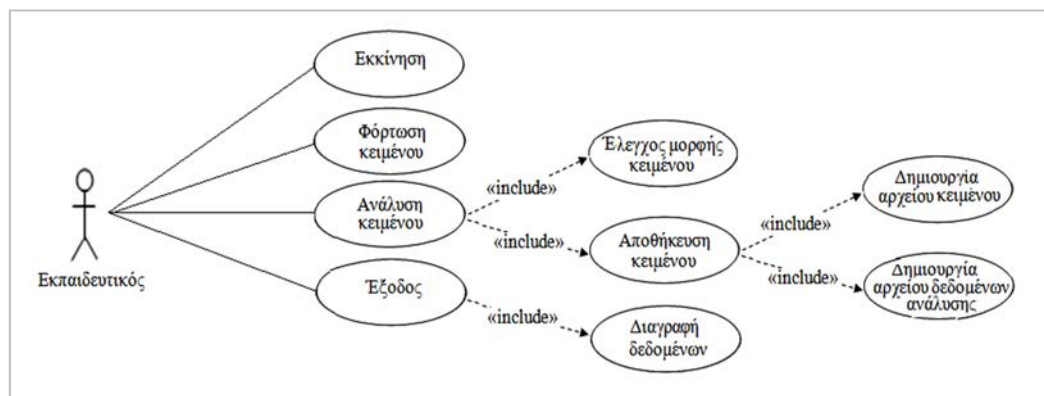 Εκκίνηση
Φόρτωση
κειμένου
Ανάλυση
κειμένου
Έξοδος
Εκπαιδευτικός
«include»
«include»
«include»
Έλεγχος μορφής
κειμένου
Αποθήκευση
κειμένου
Διαγραφή
δεδομένων
«include»
«include»
Δημιουργία
αρχείου κειμένου
Δημιουργία
αρχείου δεδομένων
ανάλυσης